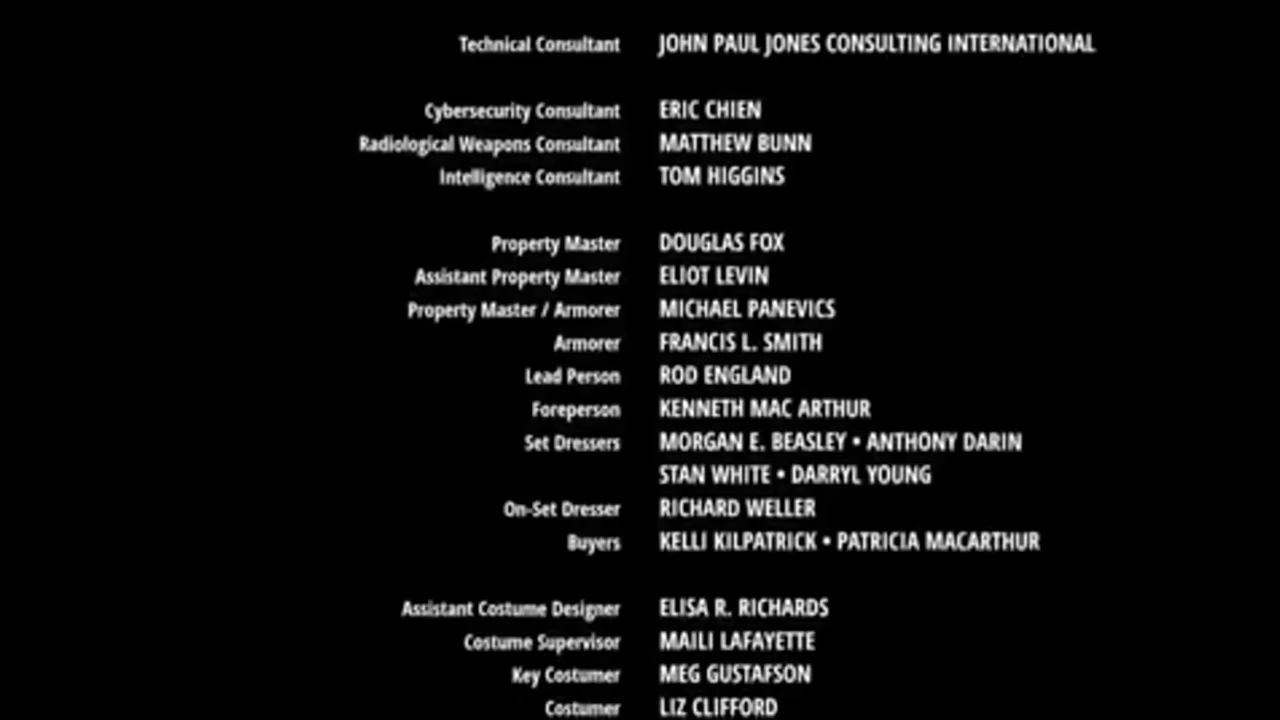 Technical Consultant JOHN PAUL JONES CONSULTING INTERNATIONAL
Cybersecurity Consultant ERIC CHIEN
Radiological Weapons Consultant MATTHEW BUNN
Intelligence Consultant TOM HIGGINS
Property Master DOUGLAS FOX
Assistant Property Master ELIOT LEVIN
Property Master / Armorer MICHAEL PANEVICS
Armorer FRANCIS L. SMITH
Lead Person ROD ENGLAND
Foreperson KENNETH MAC ARTHUR
Set Dressers MORGAN E. BEASLEY • ANTHONY DARIN
STAN WHITE • DARRYL YOUNG
On-Set Dresser RICHARD WELLER
Buyers KELLI KILPATRICK • PATRICIA MACARTHUR
Assistant Costume Designer ELISA R. RICHARDS
Costume Supervisor MAILI LAFAYETTE
Key Costumer MEG GUSTAFSON
Costumer LIZ CLIFFORD